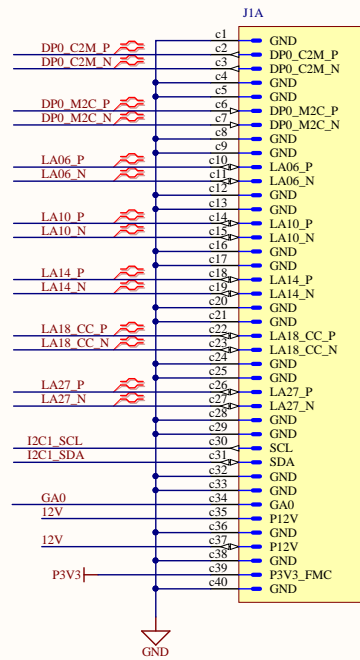 J1A
c1 GND
DP0_C2M_P c2 DP0_C2M_P
DP0_C2M_N c3 DP0_C2M_N
c4 GND
c5 GND
DP0_M2C_P c6 DP0_M2C_P
DP0_M2C_N c7 DP0_M2C_N
c8 GND
c9 GND
LA06_P c10 LA06_P
LA06_N c11 LA06_N
c12 GND
c13 GND
LA10_P c14 LA10_P
LA10_N c15 LA10_N
c16 GND
c17 GND
LA14_P c18 LA14_P
LA14_N c19 LA14_N
c20 GND
c21 GND
LA18_CC_P c22 LA18_CC_P
LA18_CC_N c23 LA18_CC_N
c24 GND
c25 GND
LA27_P c26 LA27_P
LA27_N c27 LA27_N
c28 GND
c29 GND
I2C1_SCL c30 SCL
I2C1_SDA c31 SDA
c32 GND
c33 GND
GA0 c34 GA0
12V c35 P12V
c36 GND
12V c37 P12V
c38 GND
P3V3 c39 P3V3_FMC
c40 GND
GND